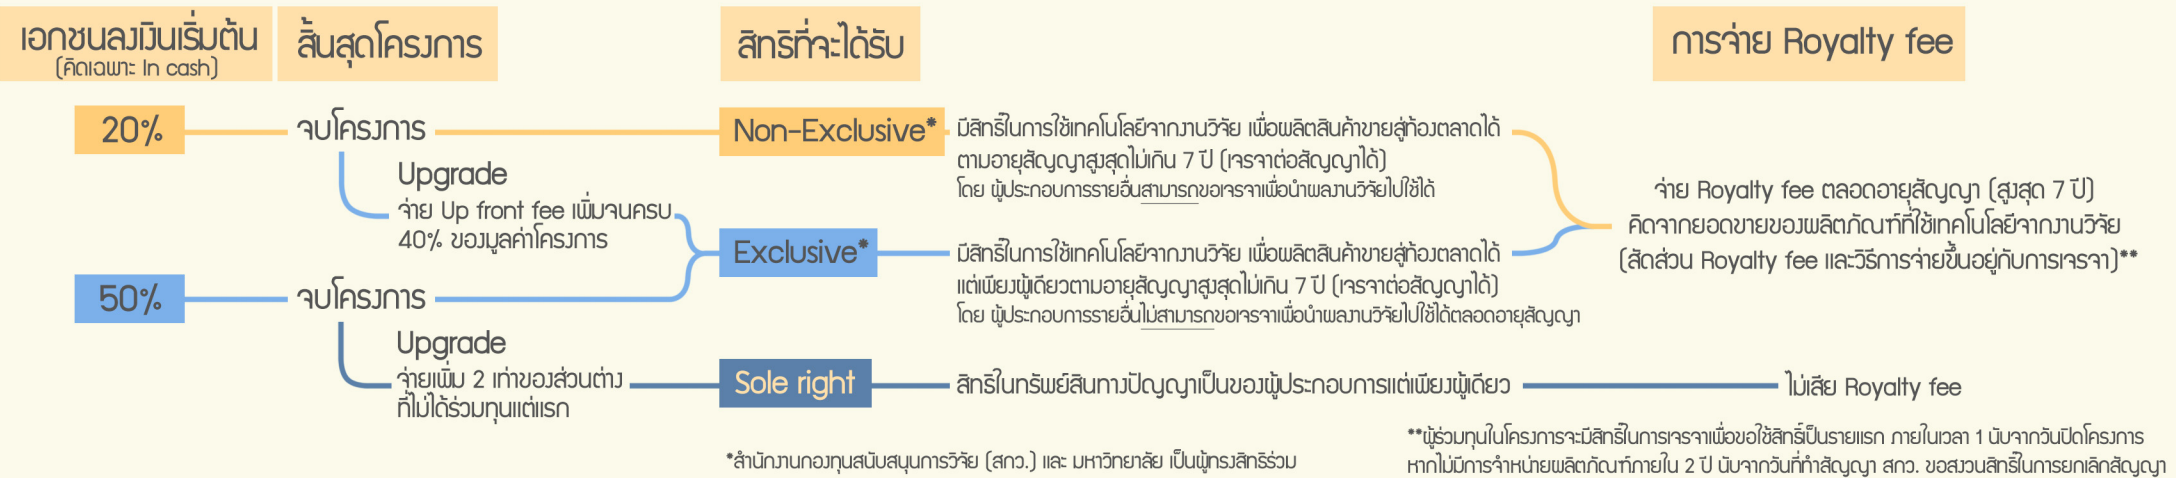 เอกชนลงเงินเริ่มต้น
(คิดเฉพาะ In cash)
สิ้นสุดโครงการ
สิทธิที่จะได้รับ
การจ่าย Royalty fee
20%
จบโครงการ
Upgrade
จ่าย Up front fee เพิ่มจนครบ
40% ของมูลค่าโครงการ
Non-Exclusive*
มีสิทธิ์ในการใช้เทคโนโลยีจากงานวิจัย เพื่อผลิตสินค้าขายสู่ท้องตลาดได้
ตามอายุสัญญาสูงสุดไม่เกิน 7 ปี (เจรจาต่อสัญญาได้)
โดย ผู้ประกอบการรายอื่นสามารถขอเจรจาเพื่อนำผลงานวิจัยไปใช้ได้
จ่าย Royalty fee ตลอดอายุสัญญา (สูงสุด 7 ปี)
คิดจากยอดขายของผลิตภัณฑ์ที่ใช้เทคโนโลยีจากงานวิจัย
(สัดส่วน Royalty fee และวิธีการจ่ายขึ้นอยู่กับการเจรจา)**
50%
จบโครงการ
Upgrade
จ่ายเพิ่ม 2 เท่าของส่วนต่าง
ที่ไม่ได้ร่วมทุนแต่แรก
Exclusive*
มีสิทธิ์ในการใช้เทคโนโลยีจากงานวิจัย เพื่อผลิตสินค้าขายสู่ท้องตลาดได้
แต่เพียงผู้เดียวตามอายุสัญญาสูงสุดไม่เกิน 7 ปี (เจรจาต่อสัญญาได้)
โดย ผู้ประกอบการรายอื่นไม่สามารถขอเจรจาเพื่อนำผลงานวิจัยไปใช้ได้ตลอดอายุสัญญา
Sole right
สิทธิในทรัพย์สินทางปัญญาเป็นของผู้ประกอบการแต่เพียงผู้เดียว
ไม่เสีย Royalty fee
*สำนักงานกองทุนสนับสนุนการวิจัย (สกว.) และ มหาวิทยาลัย เป็นผู้ทรงสิทธิร่วม
**ผู้ร่วมทุนในโครงการจะมีสิทธิ์ในการเจรจาเพื่อขอใช้สิทธิ์เป็นรายแรก ภายในเวลา 1 นับจากวันปิดโครงการ
หากไม่มีการจำหน่ายผลิตภัณฑ์ภายใน 2 ปี นับจากวันที่ทำสัญญา สกว. ขอสงวนสิทธิ์ในการยกเลิกสัญญา